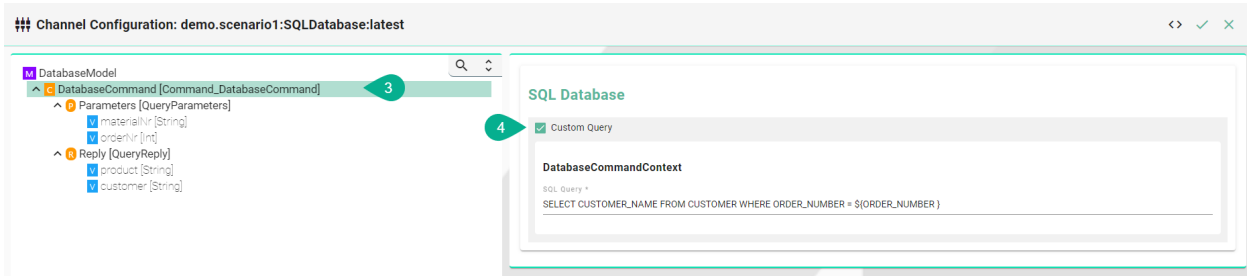 Channel Configuration: demo.scenario1:SQLDatabase:latest
M DatabaseModel
C DatabaseCommand [Command_DatabaseCommand]
3
P Parameters [QueryParameters]
V materialNr [String]
V orderNr [Int]
R Reply [QueryReply]
V product [String]
V customer [String]
SQL Database
4
Custom Query
DatabaseCommandContext
SQL Query *
SELECT CUSTOMER_NAME FROM CUSTOMER WHERE ORDER_NUMBER = ${ORDER_NUMBER }